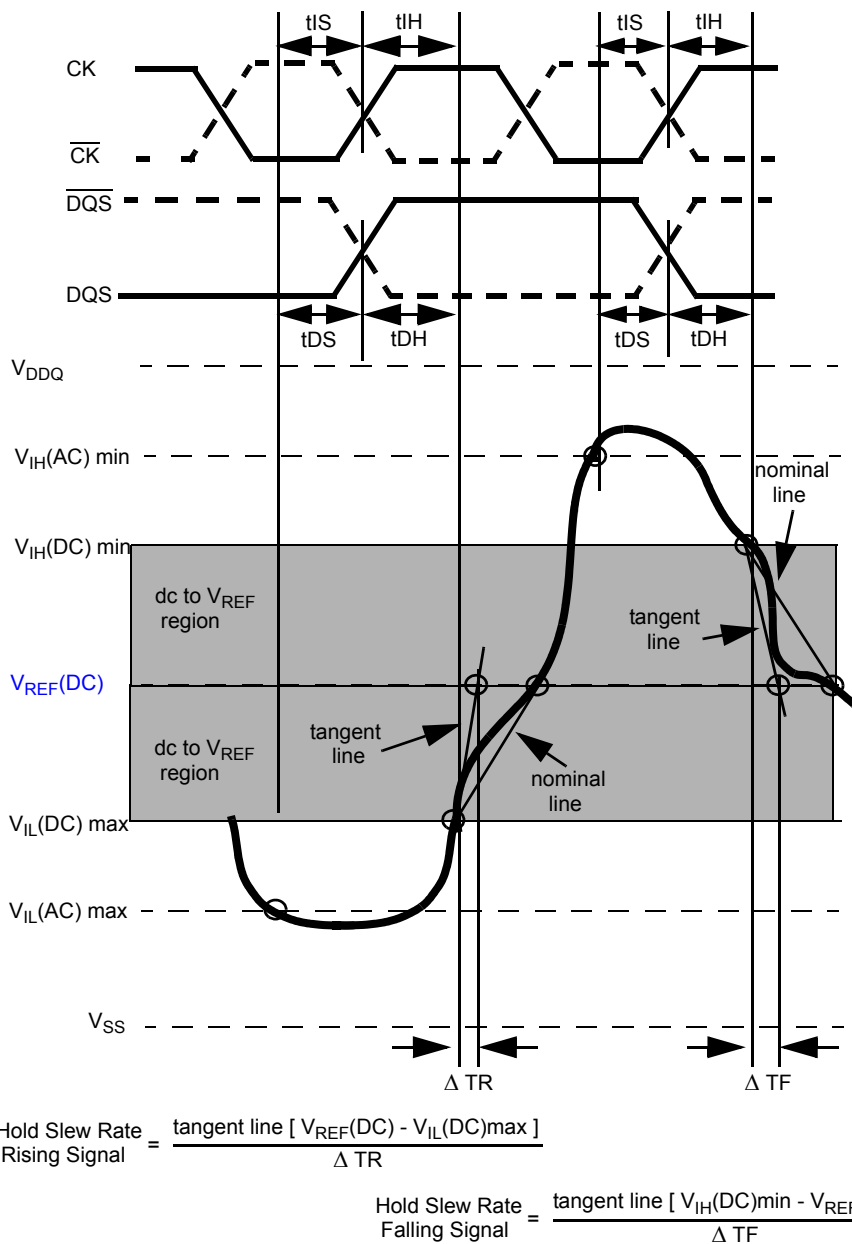 tIS tIH tIS tIH
CK
CK
DQS
DQS
tDS tDH tDS tDH
VDDQ
VIH(AC) min
nominal
line
VIH(DC) min
dc to VREF
region
tangent
line
VREF(DC)
tangent
line
dc to VREF
region
nominal
line
VIL(DC) max
VIL(AC) max
VSS
Δ TR Δ TF
Hold Slew Rate
Rising Signal
=
tangent line [ VREF(DC) - VIL(DC)max ]
Δ TR
Hold Slew Rate
Falling Signal
=
tangent line [ VIH(DC)min - VREF
Δ TF